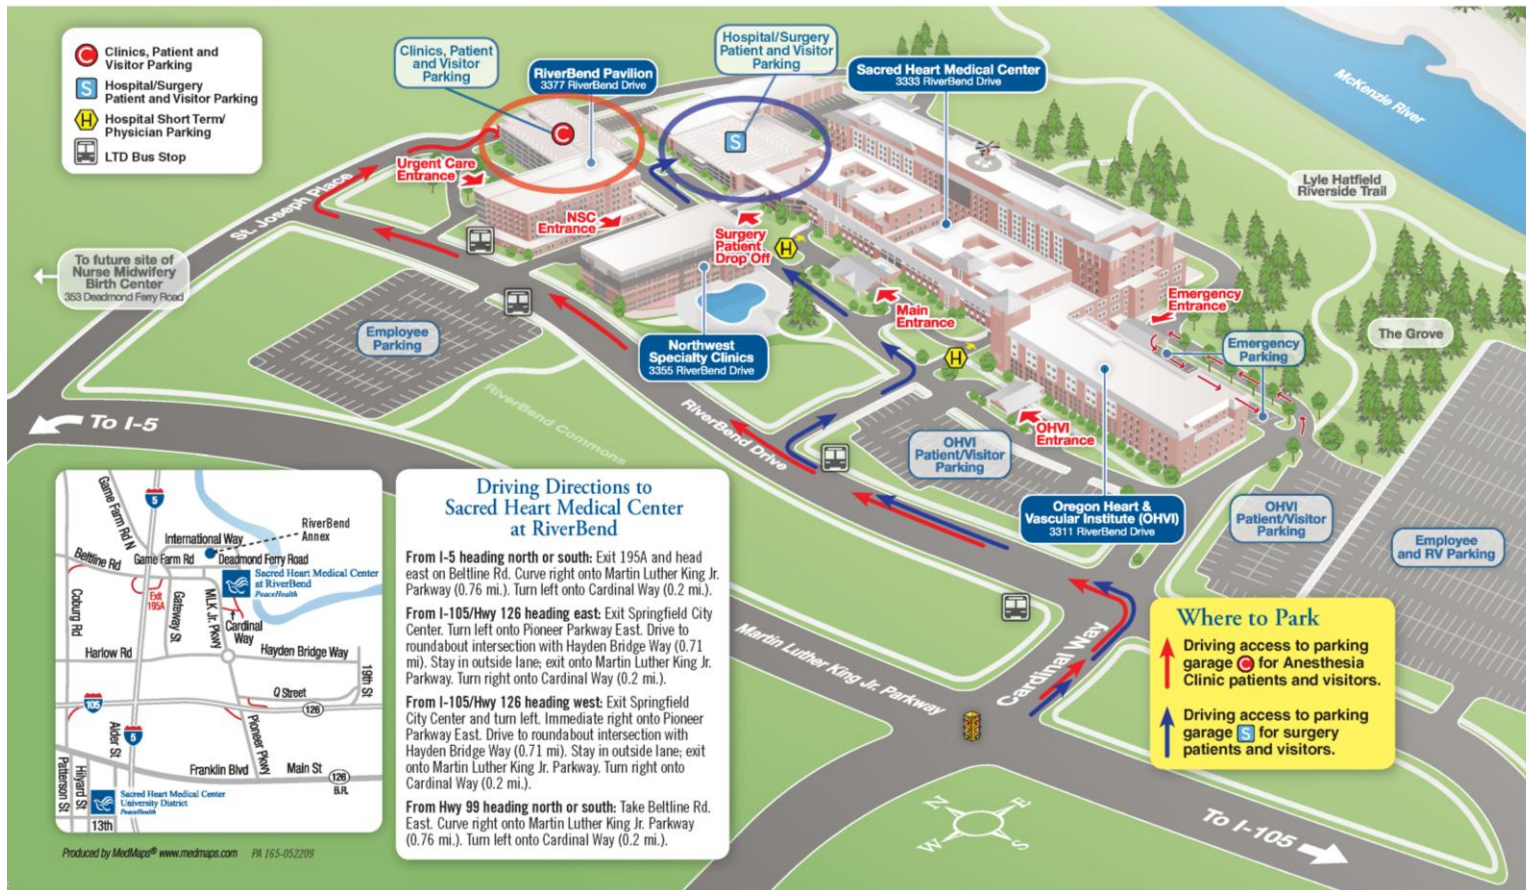 C
Clinics, Patient and
Visitor Parking
S
Hospital/Surgery
Patient and Visitor Parking
H
Hospital Short Term/
Physician Parking
LTD Bus Stop
Clinics, Patient
and Visitor
Parking
RiverBend Pavilion
3377 RiverBend Drive
Hospital/Surgery
Patient and Visitor
Parking
Sacred Heart Medical Center
3333 RiverBend Drive
McKenzie River
C
S
Urgent Care
Entrance
St. Joseph Place
NSC
Entrance
Surgery
Patient
Drop Off
H
Lyle Hatfield
Riverside Trail
To future site of
Nurse Midwifery
Birth Center
353 Deadmond Ferry Road
Employee
Parking
Main
Entrance
Emergency
Entrance
The Grove
Northwest
Specialty Clinics
3355 RiverBend Drive
H
Emergency
Parking
To I-5
RiverBend Commons
RiverBend Drive
OHVI
Entrance
OHVI
Patient/Visitor
Parking
Oregon Heart &
Vascular Institute (OHVI)
3311 RiverBend Drive
OHVI
Patient/Visitor
Parking
Employee
and RV Parking
Martin Luther King Jr. Parkway
Cardinal Way
Where to Park
Driving access to parking
garage C for Anesthesia
Clinic patients and visitors.
Driving access to parking
garage S for surgery
patients and visitors.
N
E
W
S
To I-105
Driving Directions to
Sacred Heart Medical Center
at RiverBend
From I-5 heading north or south: Exit 195A and head
east on Beltline Rd. Curve right onto Martin Luther King Jr.
Parkway (0.76 mi.). Turn left onto Cardinal Way (0.2 mi.).
From I-105/Hwy 126 heading east: Exit Springfield City
Center. Turn left onto Pioneer Parkway East. Drive to
roundabout intersection with Hayden Bridge Way (0.71
mi). Stay in outside lane; exit onto Martin Luther King Jr.
Parkway. Turn right onto Cardinal Way (0.2 mi.).
From I-105/Hwy 126 heading west: Exit Springfield
City Center and turn left. Immediate right onto Pioneer
Parkway East. Drive to roundabout intersection with
Hayden Bridge Way (0.71 mi). Stay in outside lane; exit
onto Martin Luther King Jr. Parkway. Turn right onto
Cardinal Way (0.2 mi.).
From Hwy 99 heading north or south: Take Beltline Rd.
East. Curve right onto Martin Luther King Jr. Parkway
(0.76 mi.). Turn left onto Cardinal Way (0.2 mi.).
Game Farm Rd N
5
RiverBend
Annex
International Way
Beltline Rd
Game Farm Rd
Deadmond Ferry Road
Sacred Heart Medical Center
at RiverBend
PeaceHealth
Exit
195A
Coburg Rd
Gateway St
MLK Jr. Pkwy
Cardinal
Way
Harlow Rd
Hayden Bridge Way
19th St
Q Street
105
126
5
Alder St
Pioneer Pkwy
Franklin Blvd
Main St
126
B.R.
Patterson St
Hilyard St
Sacred Heart Medical Center
University District
PeaceHealth
13th
Produced by MedMaps® www.medmaps.com PA 165-052209